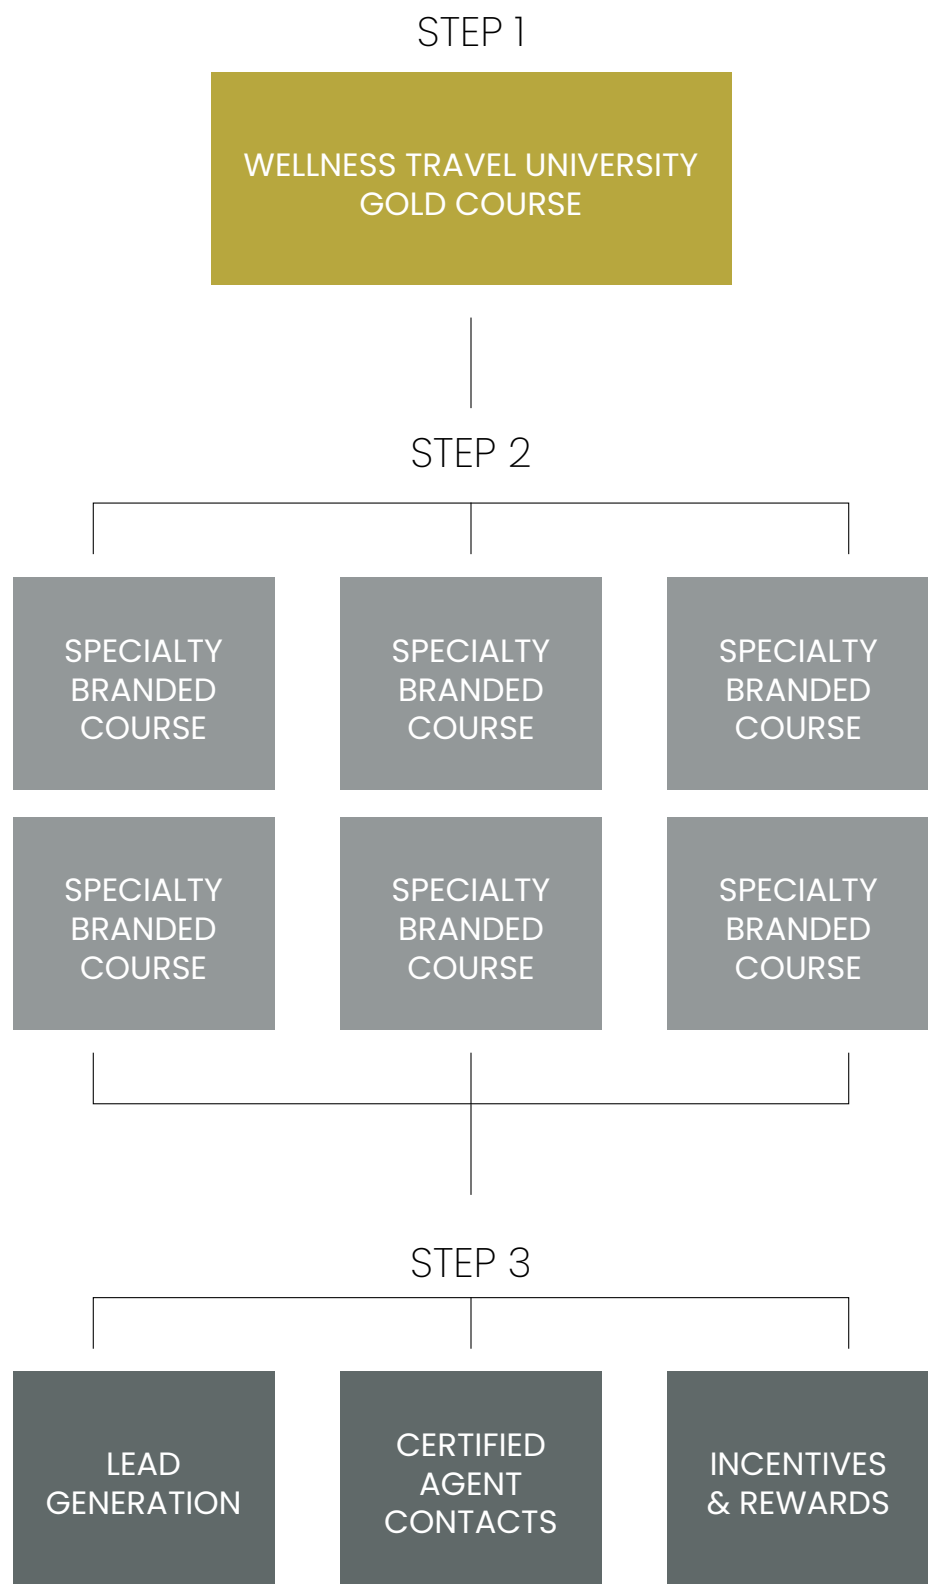 STEP 1
WELLNESS TRAVEL UNIVERSITY
GOLD COURSE
STEP 2
SPECIALTY
BRANDED
COURSE
SPECIALTY
BRANDED
COURSE
SPECIALTY
BRANDED
COURSE
SPECIALTY
BRANDED
COURSE
SPECIALTY
BRANDED
COURSE
SPECIALTY
BRANDED
COURSE
STEP 3
LEAD
GENERATION
CERTIFIED
AGENT
CONTACTS
INCENTIVES
& REWARDS